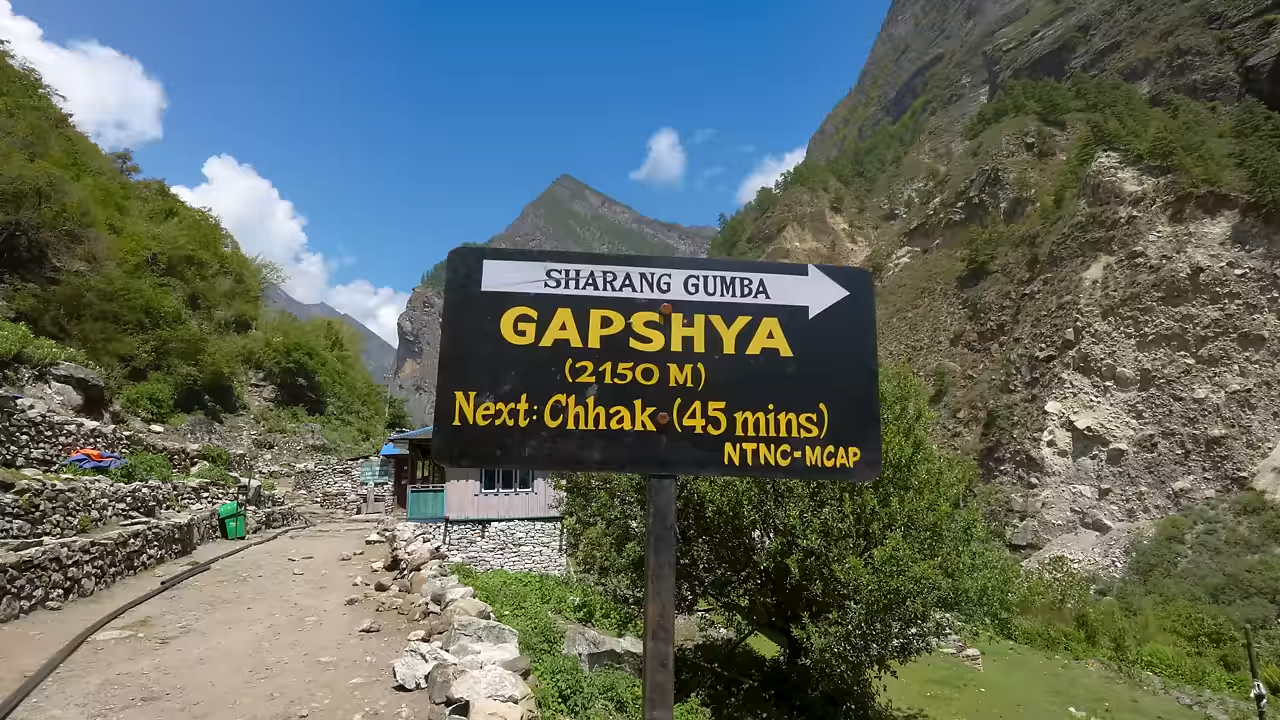 SHARANG GUMBA
GAPSHYA
(2150 M)
Next: Chhak (45 mins)
NTNC-MCAP